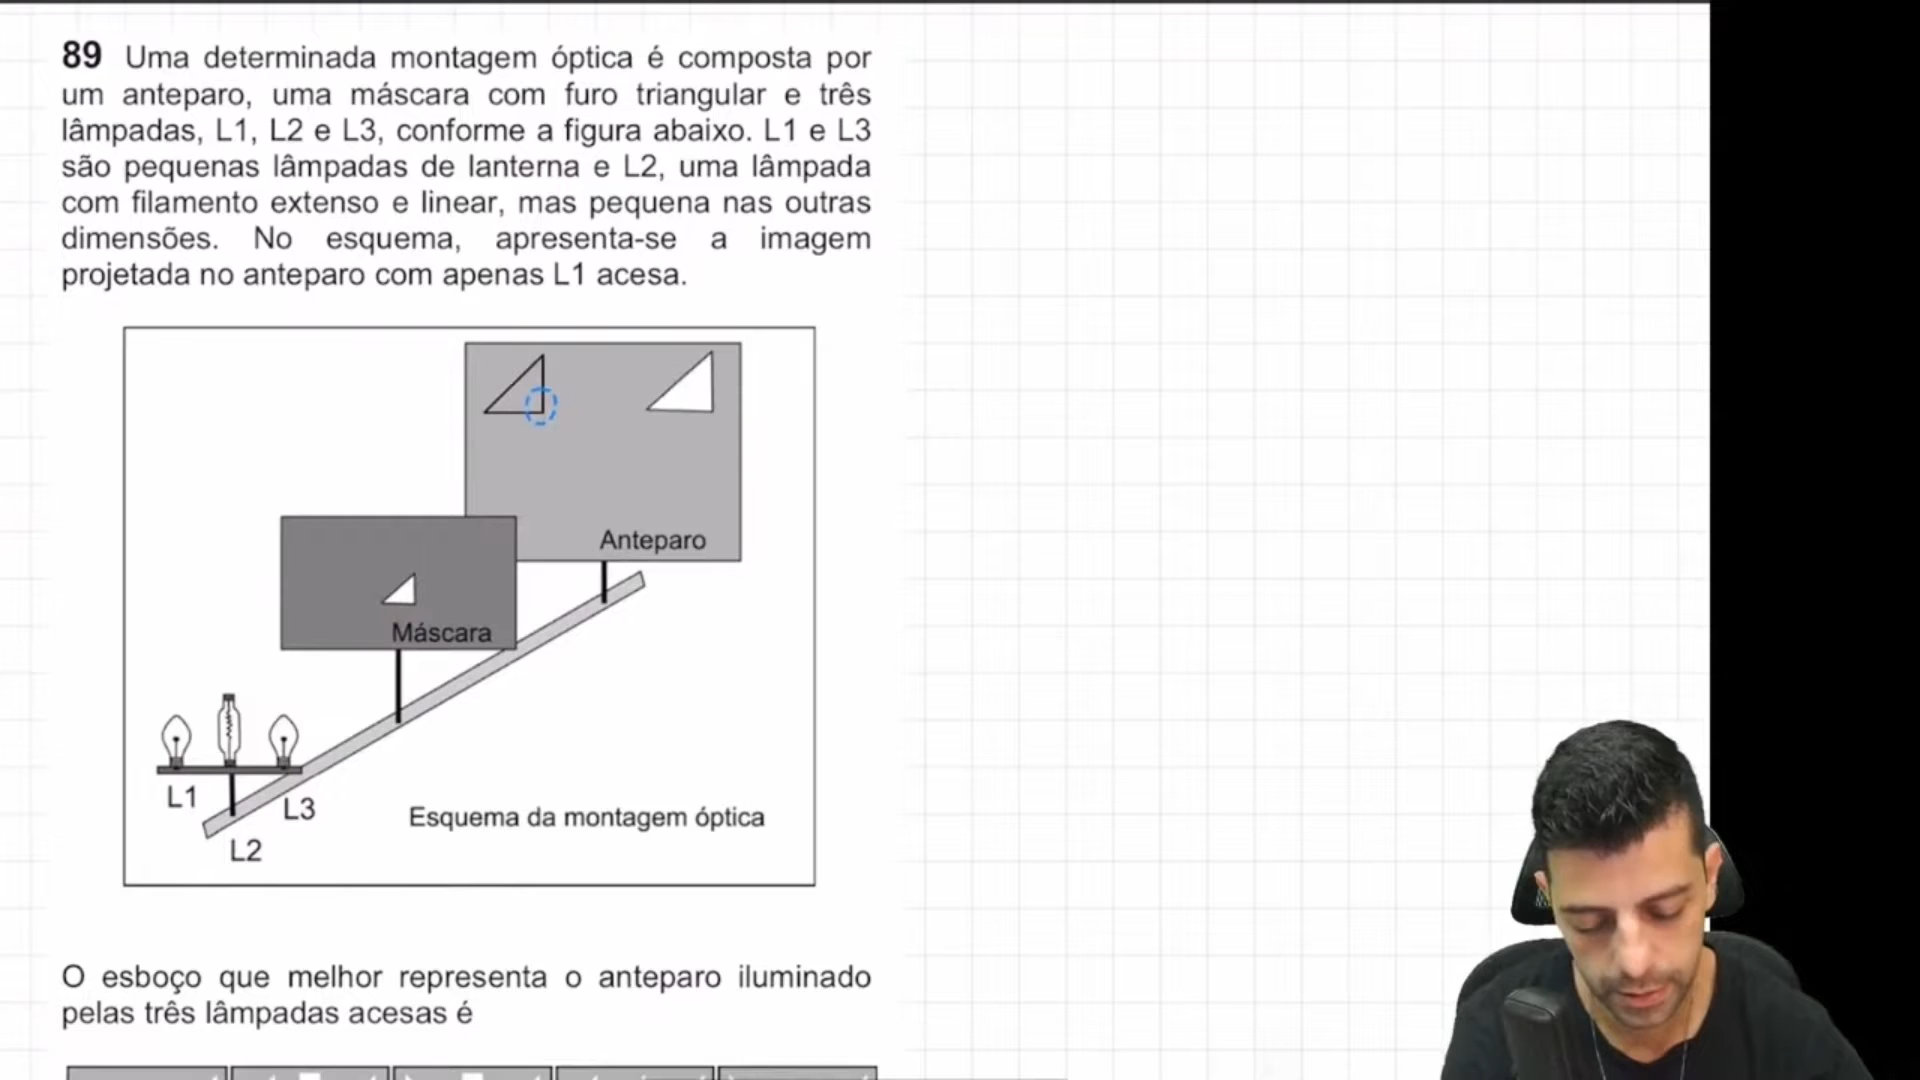 89 Uma determinada montagem óptica é composta por
um anteparo, uma máscara com furo triangular e três
lâmpadas, L1, L2 e L3, conforme a figura abaixo. L1 e L3
são pequenas lâmpadas de lanterna e L2, uma lâmpada
com filamento extenso e linear, mas pequena nas outras
dimensões. No esquema, apresenta-se a imagem
projetada no anteparo com apenas L1 acesa.
Anteparo
Máscara
L1
L3
L2
Esquema da montagem óptica
O esboço que melhor representa o anteparo iluminado
pelas três lâmpadas acesas é